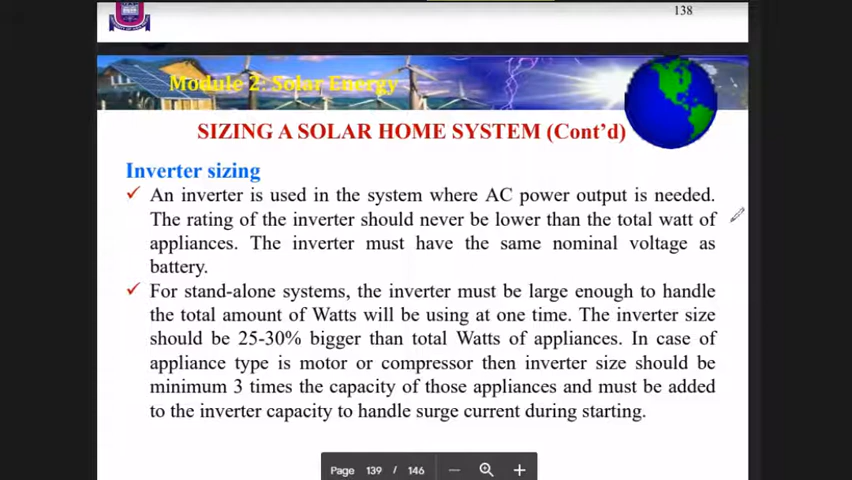 138
Module 2: Solar Energy
SIZING A SOLAR HOME SYSTEM (Cont'd)
Inverter sizing
✓ An inverter is used in the system where AC power output is needed.
The rating of the inverter should never be lower than the total watt of
appliances. The inverter must have the same nominal voltage as
battery.
✓ For stand-alone systems, the inverter must be large enough to handle
the total amount of Watts will be using at one time. The inverter size
should be 25-30% bigger than total Watts of appliances. In case of
appliance type is motor or compressor then inverter size should be
minimum 3 times the capacity of those appliances and must be added
to the inverter capacity to handle surge current during starting.
Page 139 / 146